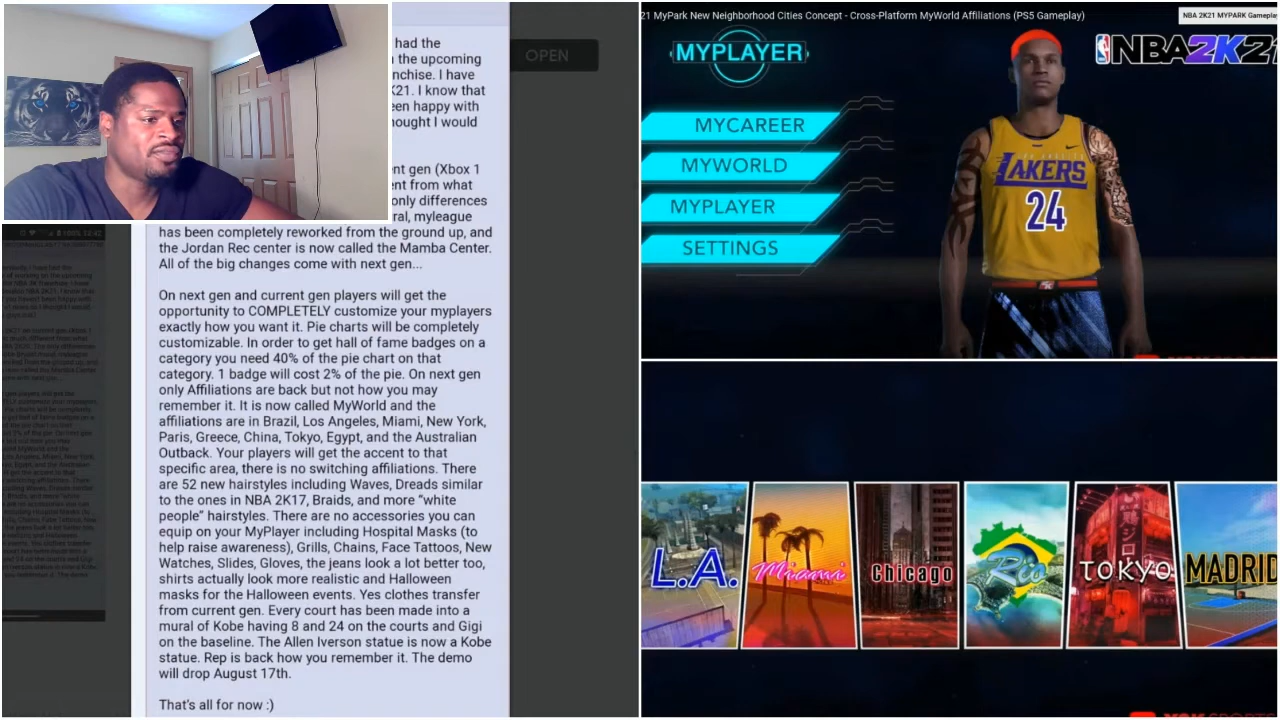 had the
the upcoming
nchise. I have
K21. I know that
en happy with
hought I would
ent gen (Xbox 1
ent from what
only differences
ral, myleague
has been completely reworked from the ground up, and
the Jordan Rec center is now called the Mamba Center.
All of the big changes come with next gen...
On next gen and current gen players will get the
opportunity to COMPLETELY customize your myplayers
exactly how you want it. Pie charts will be completely
customizable. In order to get hall of fame badges on a
category you need 40% of the pie chart on that
category. 1 badge will cost 2% of the pie. On next gen
only Affiliations are back but not how you may
remember it. It is now called MyWorld and the
affiliations are in Brazil, Los Angeles, Miami, New York,
Paris, Greece, China, Tokyo, Egypt, and the Australian
Outback. Your players will get the accent to that
specific area, there is no switching affiliations. There
are 52 new hairstyles including Waves, Dreads similar
to the ones in NBA 2K17, Braids, and more “white
people” hairstyles. There are no accessories you can
equip on your MyPlayer including Hospital Masks (to
help raise awareness), Grills, Chains, Face Tattoos, New
Watches, Slides, Gloves, the jeans look a lot better too,
shirts actually look more realistic and Halloween
masks for the Halloween events. Yes clothes transfer
from current gen. Every court has been made into a
mural of Kobe having 8 and 24 on the courts and Gigi
on the baseline. The Allen Iverson statue is now a Kobe
statue. Rep is back how you remember it. The demo
will drop August 17th.
That's all for now :)
OPEN
21 MyPark New Neighborhood Cities Concept - Cross-Platform MyWorld Affiliations (PS5 Gameplay)
NBA 2K21 MYPARK Gamepla
MYPLAYER
NBA2K21
MYCAREER
MYWORLD
MYPLAYER
SETTINGS
LAKERS
24
L.A.
Miami
Chicago
Rio
TOKYO
MADRID